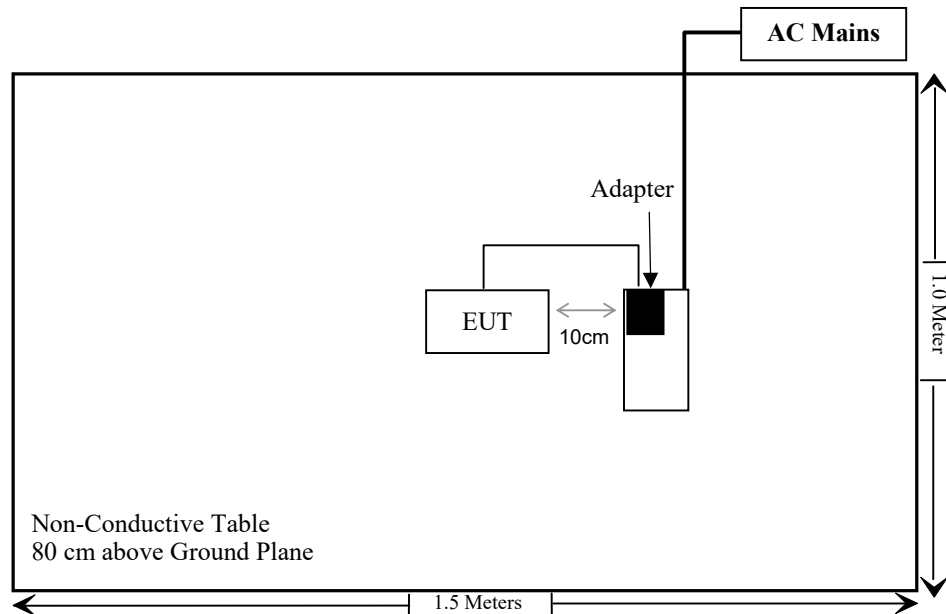 AC Mains
Adapter
EUT
10cm
1.0 Meter
Non-Conductive Table
80 cm above Ground Plane
1.5 Meters